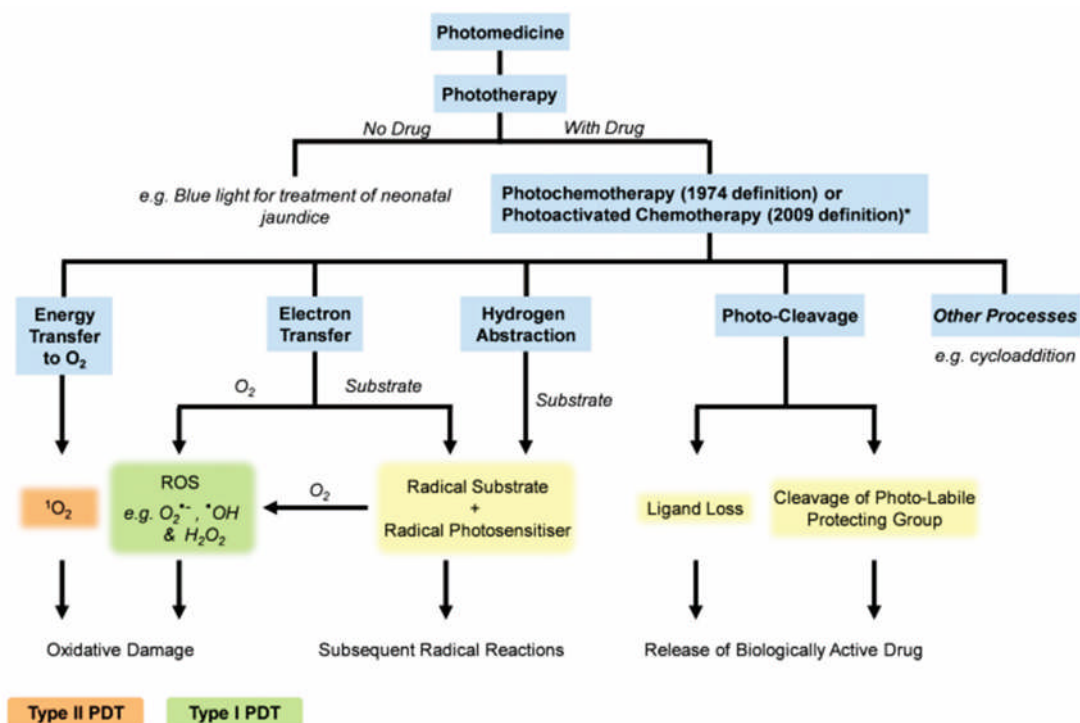 Photomedicine
Phototherapy
No Drug
With Drug
e.g. Blue light for treatment of neonatal
jaundice
Photochemotherapy (1974 definition) or
Photoactivated Chemotherapy (2009 definition)*
Energy
Transfer
to O₂
Electron
Transfer
Hydrogen
Abstraction
Photo-Cleavage
Other Processes
e.g. cycloaddition
O₂
Substrate
Substrate
¹O₂
ROS
e.g. O₂•⁻, •OH
& H₂O₂
O₂
Radical Substrate
+
Radical Photosensitiser
Ligand Loss
Cleavage of Photo-Labile
Protecting Group
Oxidative Damage
Subsequent Radical Reactions
Release of Biologically Active Drug
Type II PDT
Type I PDT